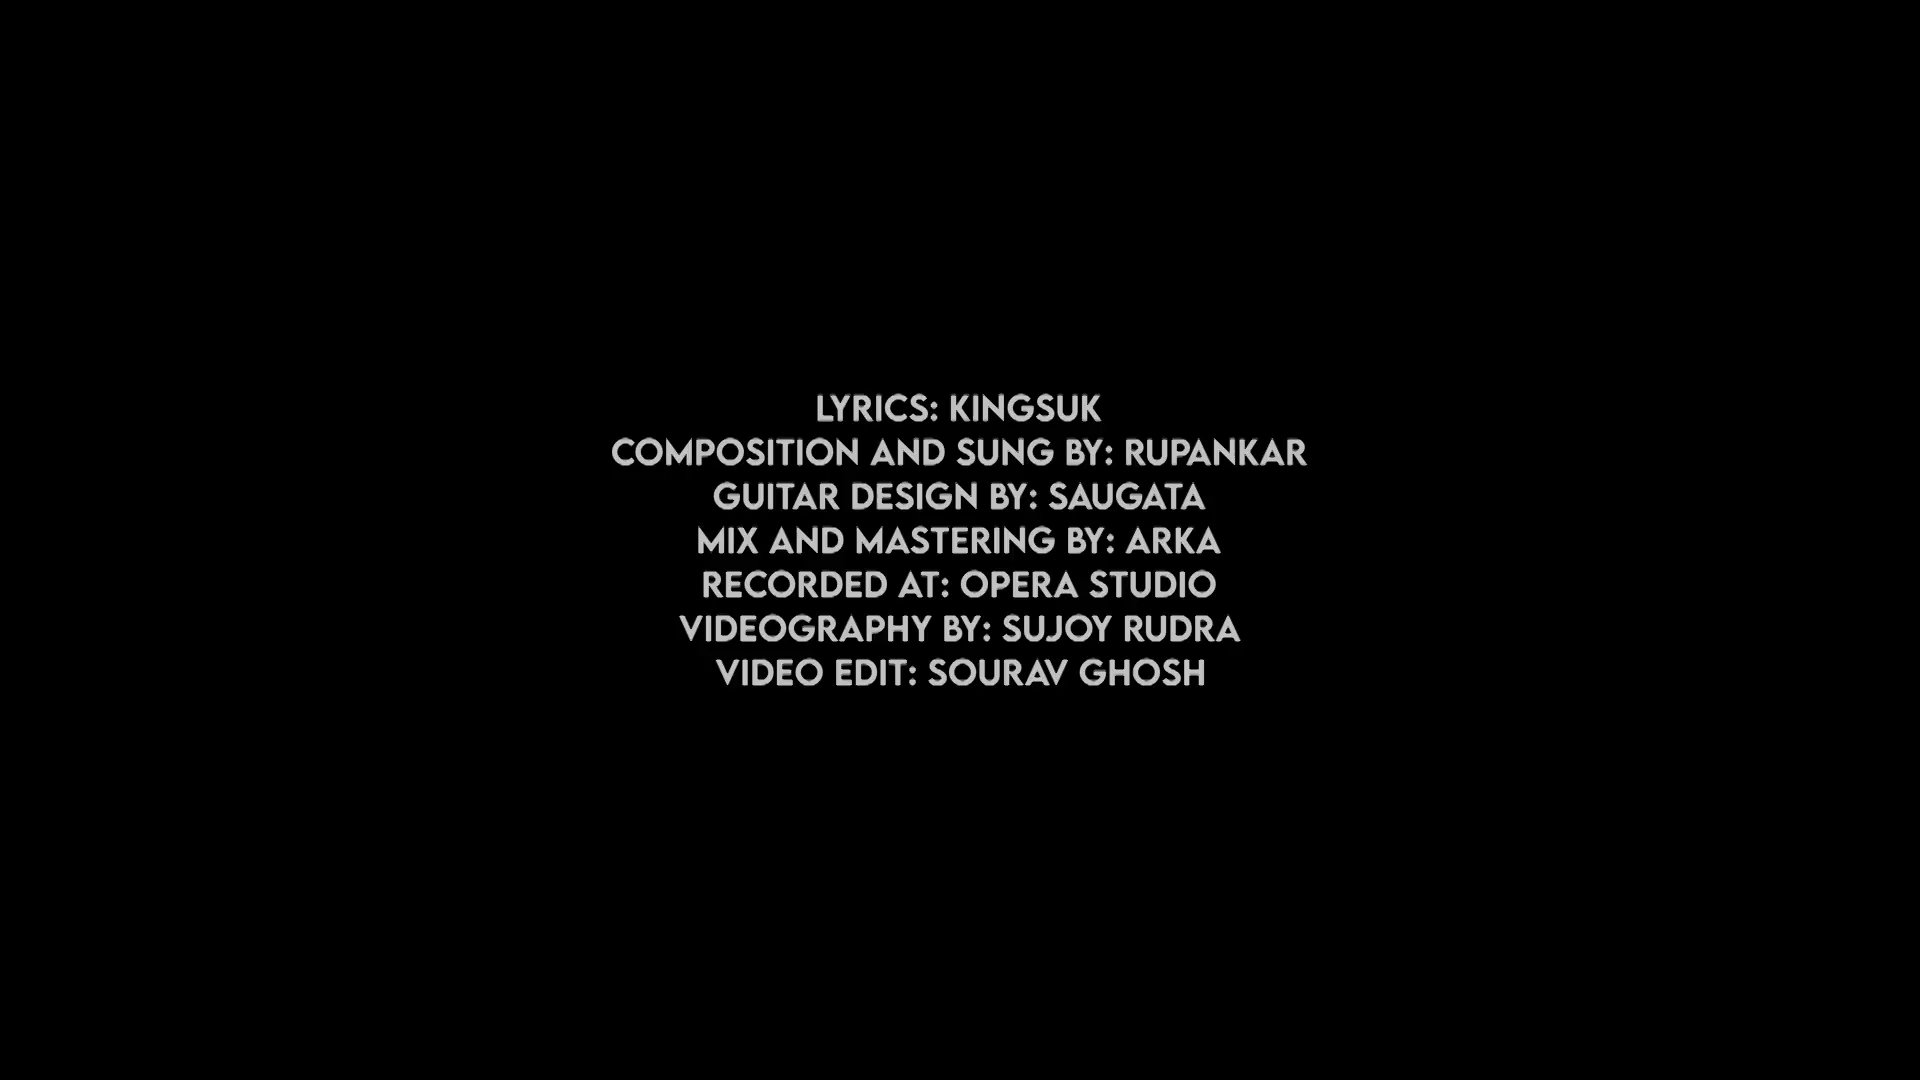 LYRICS: KINGSUK
COMPOSITION AND SUNG BY: RUPANKAR
GUITAR DESIGN BY: SAUGATA
MIX AND MASTERING BY: ARKA
RECORDED AT: OPERA STUDIO
VIDEOGRAPHY BY: SUJOY RUDRA
VIDEO EDIT: SOURAV GHOSH